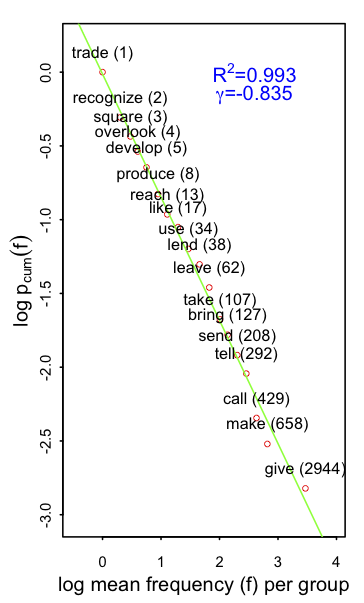 trade (1)
R2=0.993
γ=-0.835
recognize (2)
square (3)
overlook (4)
develop (5)
produce (8)
reach (13)
like (17)
use (34)
lend (38)
leave (62)
take (107)
bring (127)
send (208)
tell (292)
call (429)
make (658)
give (2944)
0.0
-0.5
-1.0
-1.5
-2.0
-2.5
-3.0
log pcum(f)
0 1 2 3 4
log mean frequency (f) per group